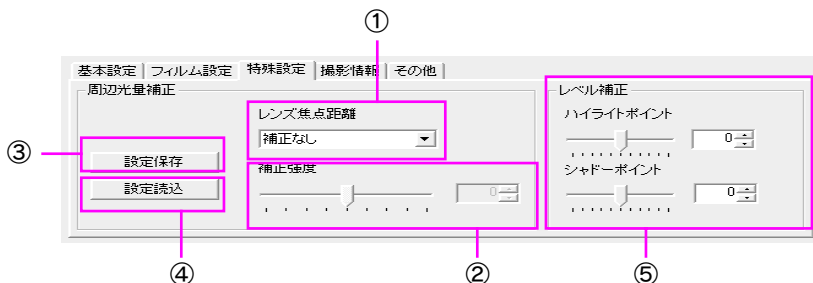 ①
基本設定 フィルム設定 特殊設定 撮影情報 その他
周辺光量補正
レンズ焦点距離
補正なし
③
設定保存
設定読込
補正強度
0
レベル補正
ハイライトポイント
0
シャドーポイント
0
④
②
⑤